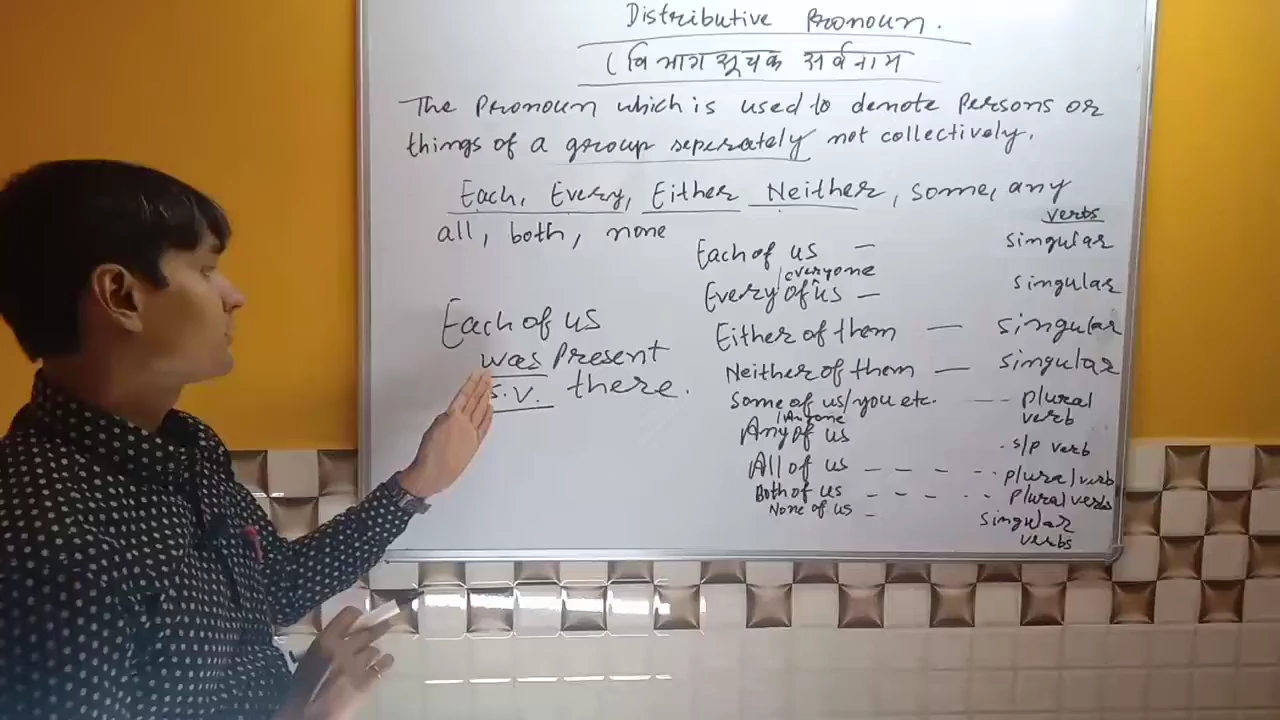 Distributive Pronoun.
(विभागसूचक सर्वनाम
The Pronoun which is used to denote Persons or
things of a group seperately not collectively.
Each, Every, Either Neither, some, any
all, both, none
verbs
Each of us – singular
/everyone
Every of us – singular
Either of them — singular
Neither of them — singular
Some of us/you etc. --- plural
verb
/Anyone
Any of us . s/p verb
All of us – – – – -. plural verb
Both of us - - - .. plural verbs
None of us – singular
verbs
Each of us
was Present
s.v. there.